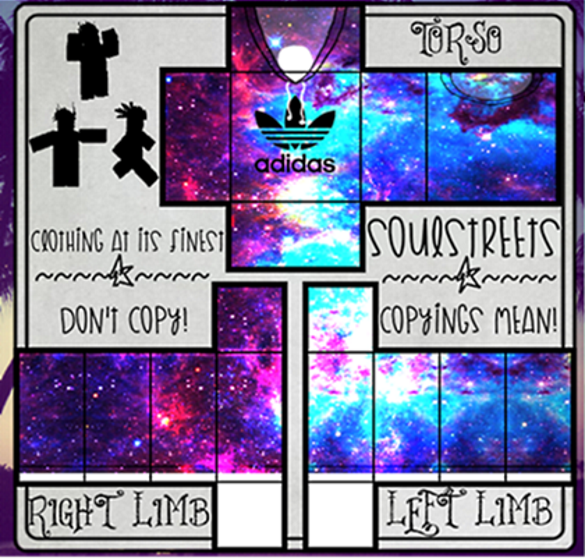 TORSO
adidas
CLOTHING AT ITS FINEST
SOULSTREETS
DON'T COPY!
COPYINGS MEAN!
RIGHT LIMB
LEFT LIMB